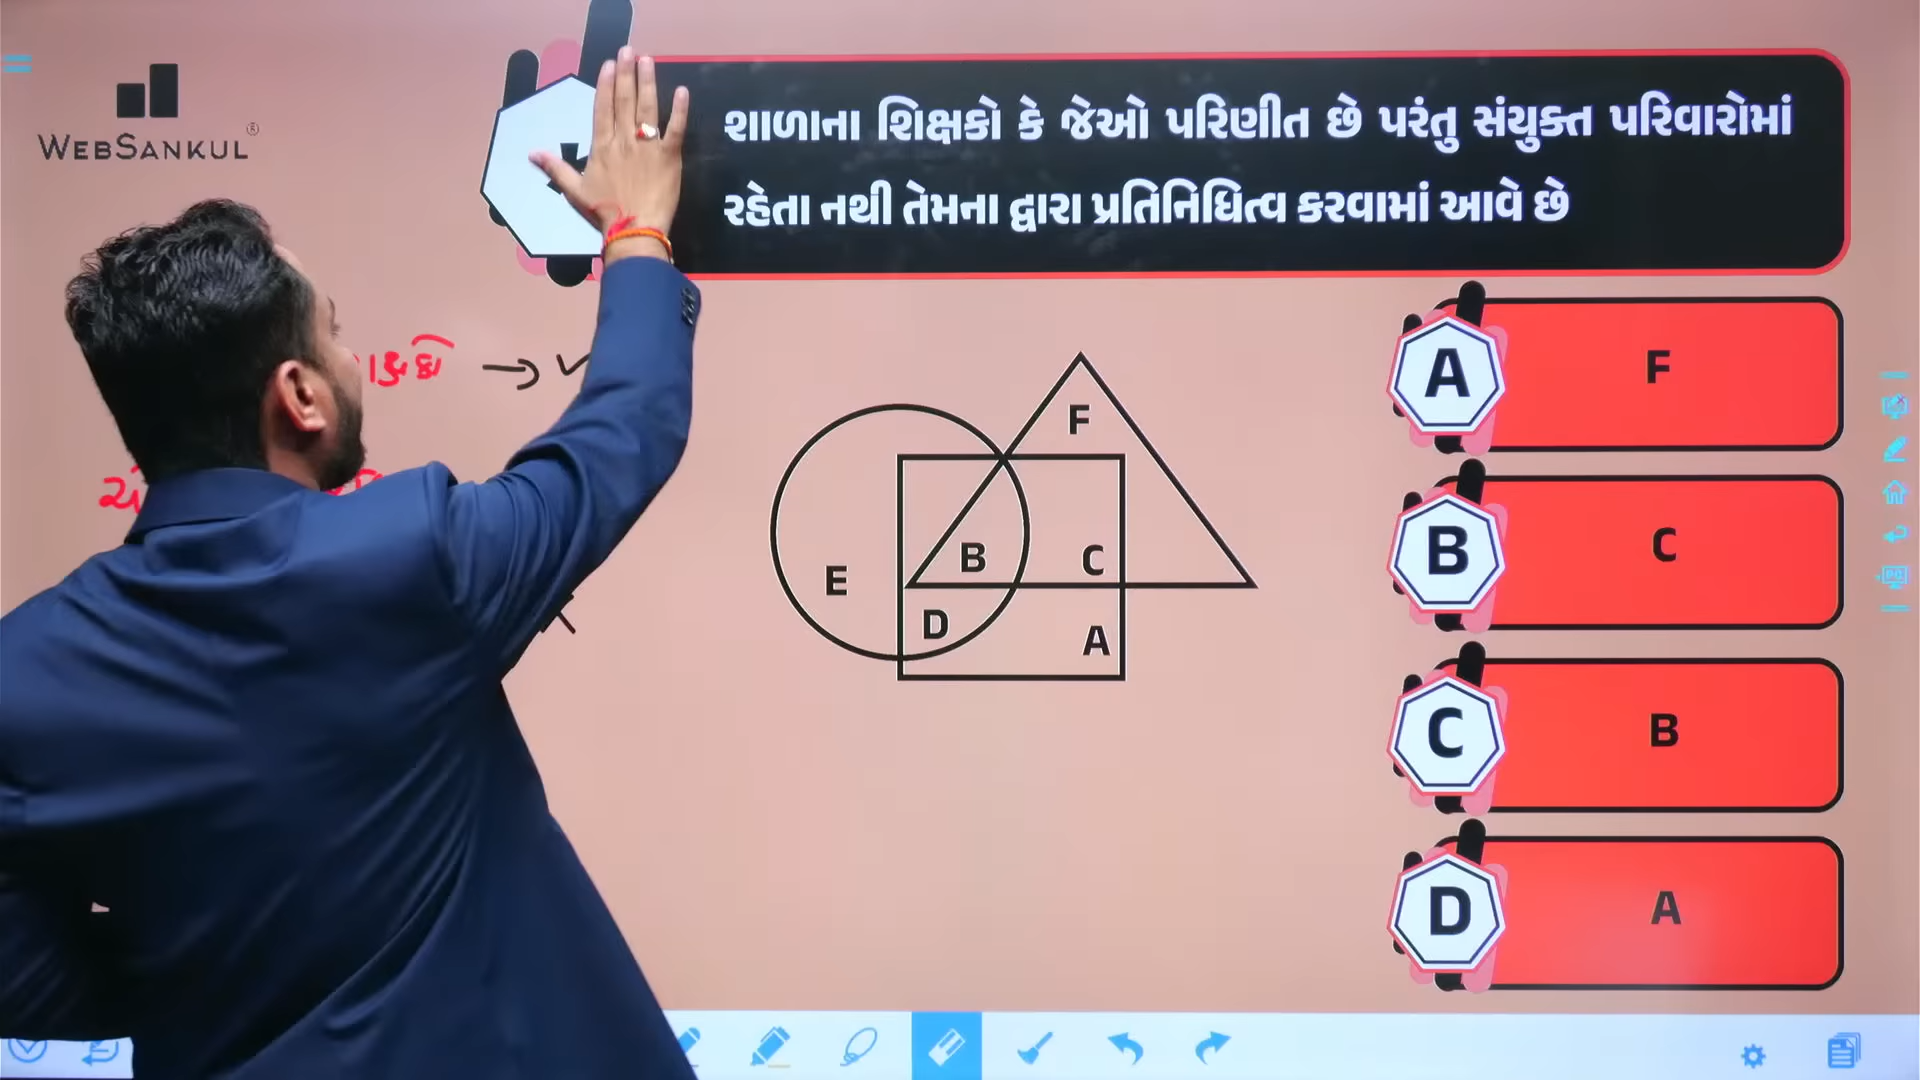 WEBSANKUL®
શાળાના શિક્ષકો કે જેઓ પરિણીત છે પરંતુ સંયુક્ત પરિવારોમાં
રહેતા નથી તેમના દ્વારા પ્રતિનિધિત્વ કરવામાં આવે છે
F
B
C
E
D
A
A F
B C
C B
D A